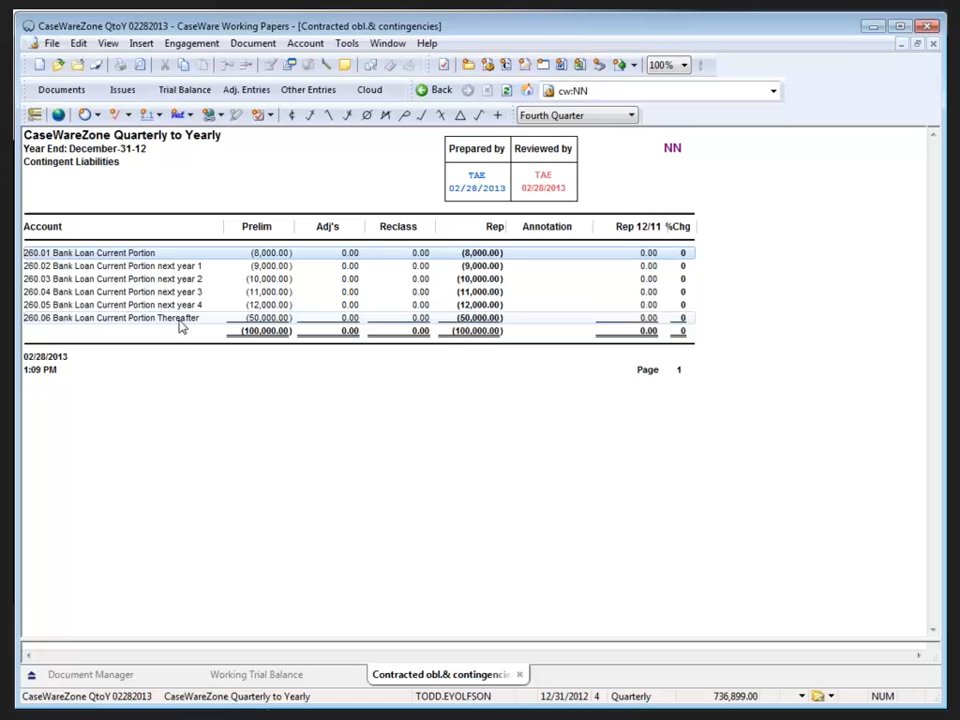 CaseWareZone QtoY 02282013 - CaseWare Working Papers - [Contracted obl.& contingencies]
File Edit View Insert Engagement Document Account Tools Window Help
100%
Documents Issues Trial Balance Adj. Entries Other Entries Cloud Back cw:NN
Fourth Quarter
CaseWareZone Quarterly to Yearly
Year End: December-31-12
Contingent Liabilities
Prepared by Reviewed by NN
TAE TAE
02/28/2013 02/28/2013
Account Prelim Adj's Reclass Rep Annotation Rep 12/11 %Chg
260.01 Bank Loan Current Portion (8,000.00) 0.00 0.00 (8,000.00) 0.00 0
260.02 Bank Loan Current Portion next year 1 (9,000.00) 0.00 0.00 (9,000.00) 0.00 0
260.03 Bank Loan Current Portion next year 2 (10,000.00) 0.00 0.00 (10,000.00) 0.00 0
260.04 Bank Loan Current Portion next year 3 (11,000.00) 0.00 0.00 (11,000.00) 0.00 0
260.05 Bank Loan Current Portion next year 4 (12,000.00) 0.00 0.00 (12,000.00) 0.00 0
260.06 Bank Loan Current Portion Thereafter (50,000.00) 0.00 0.00 (50,000.00) 0.00 0
(100,000.00) 0.00 0.00 (100,000.00) 0.00 0
02/28/2013
1:09 PM Page 1
Document Manager Working Trial Balance Contracted obl.& contingencie
CaseWareZone QtoY 02282013 CaseWareZone Quarterly to Yearly TODD.EYOLFSON 12/31/2012 4 Quarterly 736,899.00 NUM